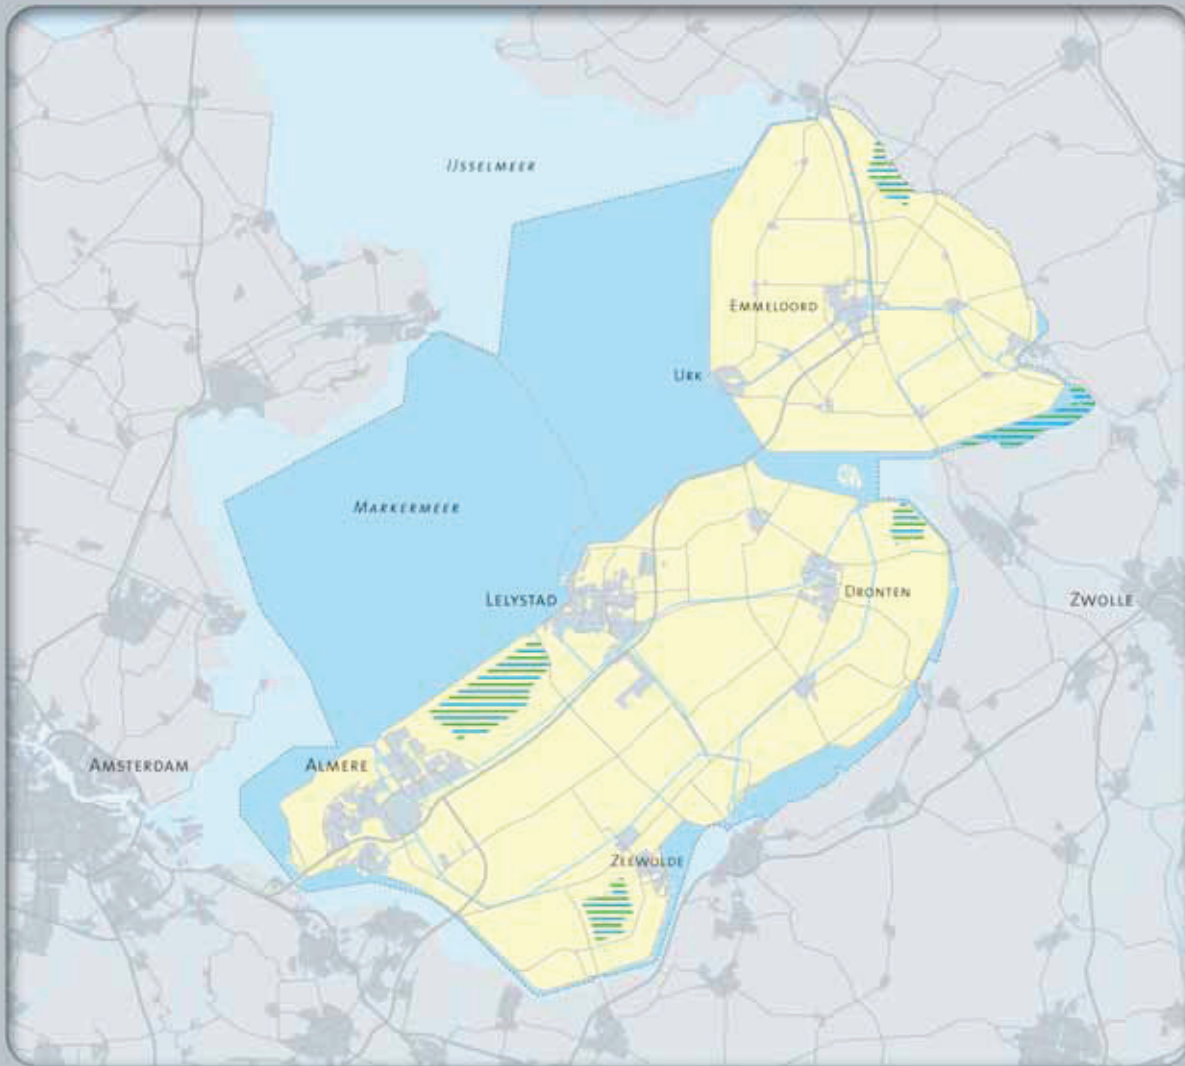 IJSSELMEER
EMMELOORD
URK
MARKERMEER
LELYSTAD
DRONTEN
ZWOLLE
AMSTERDAM
ALMERE
ZEEWOLDE